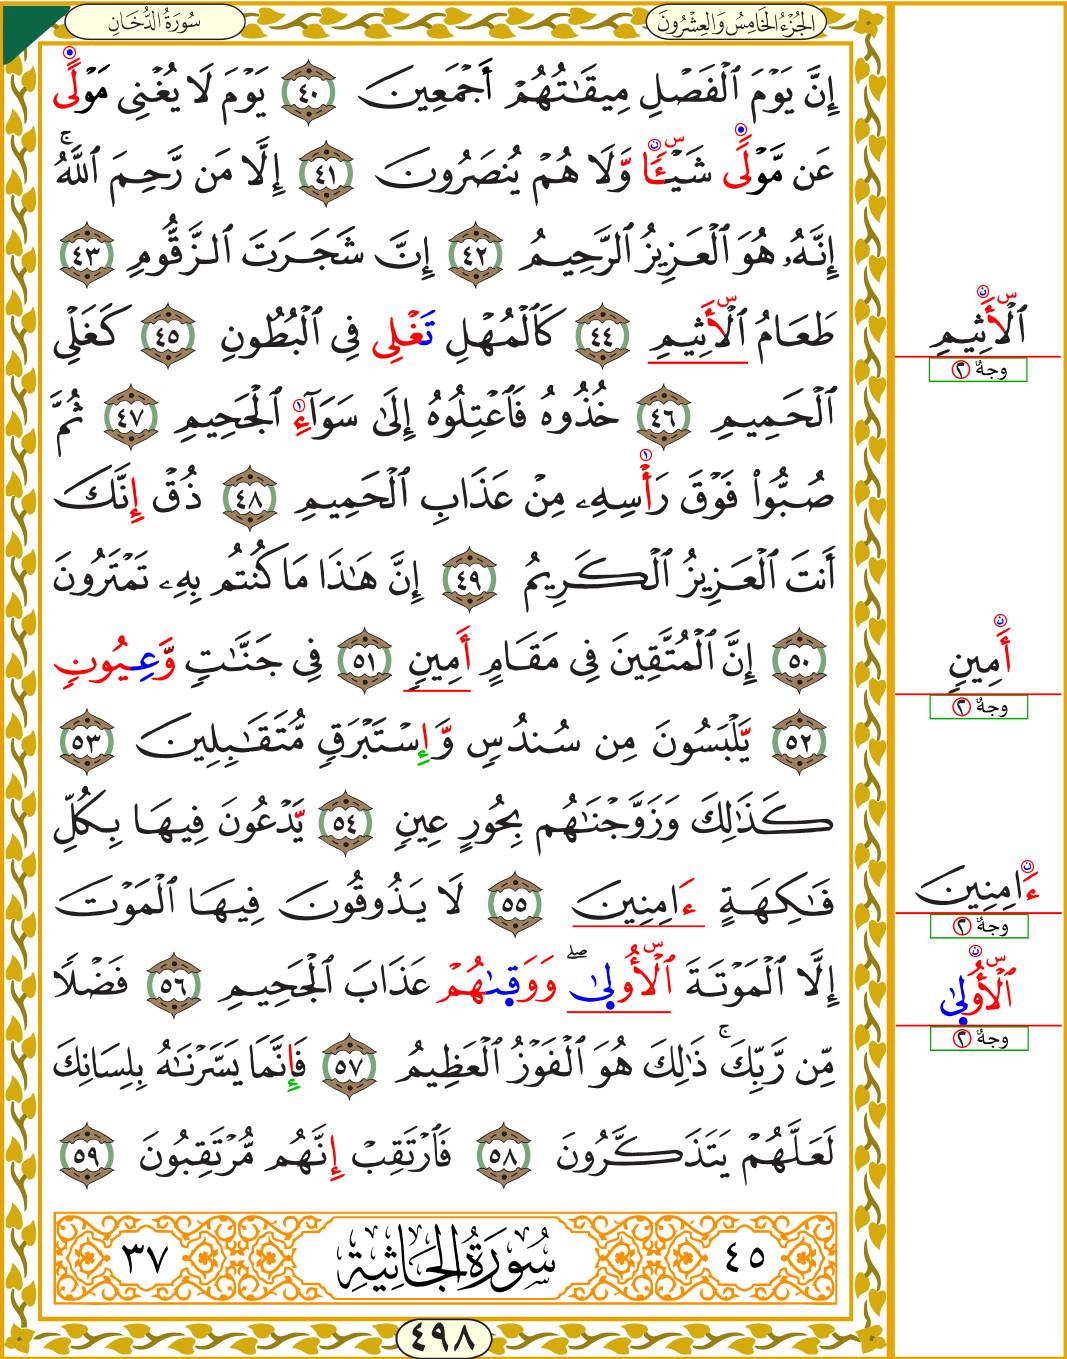 سُورَةُ الدُّخَانِ
الجُزْءُ الخَامِسُ وَالعِشْرُونَ
إِنَّ يَوْمَ ٱلْفَصْلِ مِيقَٰتُهُمْ أَجْمَعِينَ ٤٠ يَوْمَ لَا يُغْنِى مَوْلًى
عَن مَّوْلًى شَيْـًٔا وَّلَا هُمْ يُنصَرُونَ ٤١ إِلَّا مَن رَّحِمَ ٱللَّهُ ۚ
إِنَّهُۥ هُوَ ٱلْعَزِيزُ ٱلرَّحِيمُ ٤٢ إِنَّ شَجَرَتَ ٱلزَّقُّومِ ٤٣
طَعَامُ ٱلْأَثِيمِ ٤٤ كَٱلْمُهْلِ تَغْلِى فِى ٱلْبُطُونِ ٤٥ كَغَلْىِ
ٱلْحَمِيمِ ٤٦ خُذُوهُ فَٱعْتِلُوهُ إِلَىٰ سَوَآءِ ٱلْجَحِيمِ ٤٧ ثُمَّ
صُبُّوا۟ فَوْقَ رَأْسِهِۦ مِنْ عَذَابِ ٱلْحَمِيمِ ٤٨ ذُقْ إِنَّكَ
أَنتَ ٱلْعَزِيزُ ٱلْكَرِيمُ ٤٩ إِنَّ هَٰذَا مَا كُنتُم بِهِۦ تَمْتَرُونَ
٥٠ إِنَّ ٱلْمُتَّقِينَ فِى مَقَامٍ أَمِينٍ ٥١ فِى جَنَّٰتٍ وَّعِيُونٍ
٥٢ يَّلْبَسُونَ مِن سُندُسٍ وَّإِسْتَبْرَقٍ مُّتَقَٰبِلِينَ ٥٣
كَذَٰلِكَ وَزَوَّجْنَٰهُم بِحُورٍ عِينٍ ٥٤ يَّدْعُونَ فِيهَا بِكُلِّ
فَٰكِهَةٍ ءَامِنِينَ ٥٥ لَا يَذُوقُونَ فِيهَا ٱلْمَوْتَ
إِلَّا ٱلْمَوْتَةَ ٱلْأُولَىٰ ۖ وَوَقَىٰهُمْ عَذَابَ ٱلْجَحِيمِ ٥٦ فَضْلًا
مِّن رَّبِّكَ ۚ ذَٰلِكَ هُوَ ٱلْفَوْزُ ٱلْعَظِيمُ ٥٧ فَإِنَّمَا يَسَّرْنَٰهُ بِلِسَانِكَ
لَعَلَّهُمْ يَتَذَكَّرُونَ ٥٨ فَٱرْتَقِبْ إِنَّهُم مُّرْتَقِبُونَ ٥٩
٤٥ سُورَةُ الجَاثِيَةِ ٣٧
٤٩٨
ٱلْأَثِيمِ
وجهٌ ٢
أَمِينٍ
وجهٌ ٢
ءَامِنِينَ
وجهٌ ٢
ٱلْأُولَىٰ
وجهٌ ٢